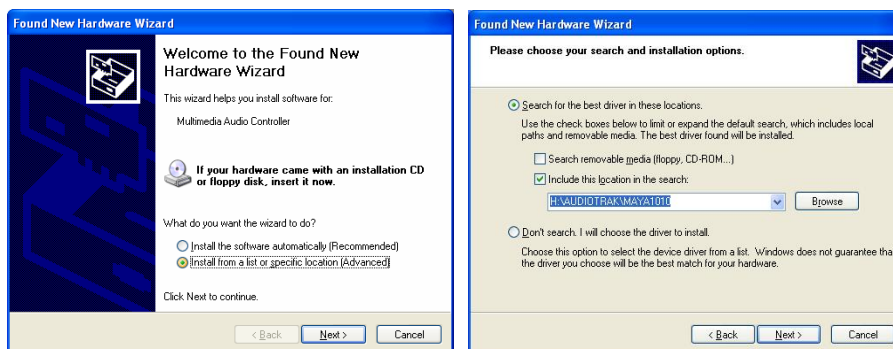 Found New Hardware Wizard
Welcome to the Found New
Hardware Wizard
This wizard helps you install software for:
Multimedia Audio Controller
If your hardware came with an installation CD
or floppy disk, insert it now.
What do you want the wizard to do?
Install the software automatically (Recommended)
Install from a list or specific location (Advanced)
Click Next to continue.
< Back
Next >
Cancel
Found New Hardware Wizard
Please choose your search and installation options.
Search for the best driver in these locations.
Use the check boxes below to limit or expand the default search, which includes local
paths and removable media. The best driver found will be installed.
Search removable media (floppy, CD-ROM...)
Include this location in the search:
H:\AUDIOTRAK\MAYA1010
Browse
Don't search. I will choose the driver to install.
Choose this option to select the device driver from a list. Windows does not guarantee tha
the driver you choose will be the best match for your hardware.
< Back
Next >
Cancel